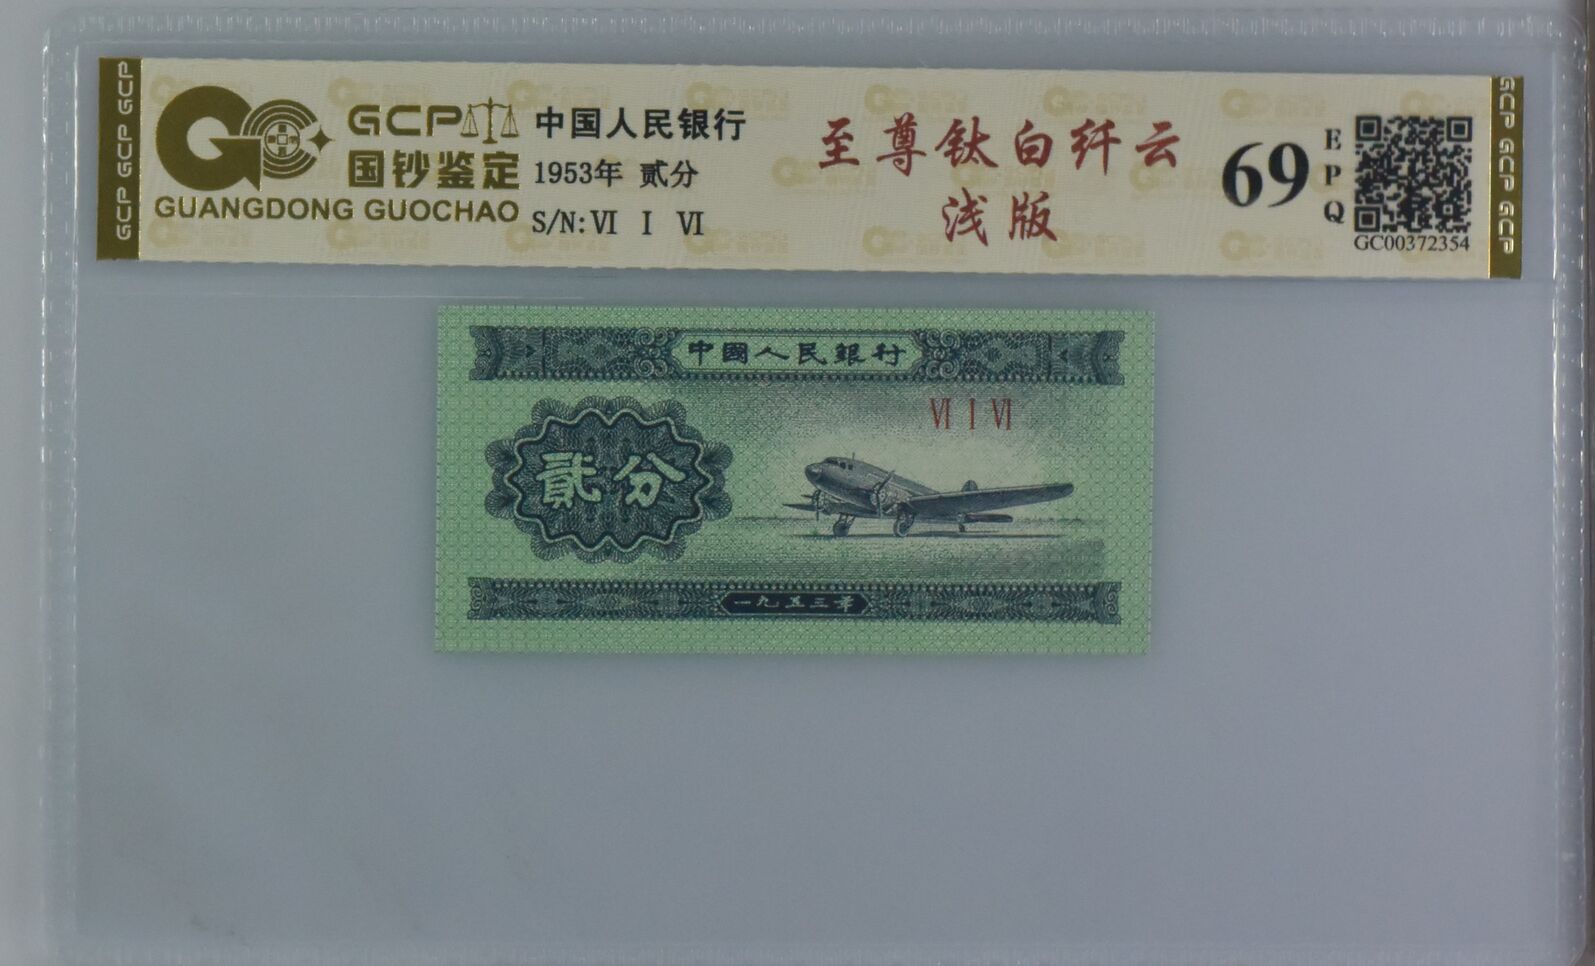 GCP GCP GCP
GCP
国钞鉴定
GUANGDONG GUOCHAO
中国人民银行
1953年 贰分
S/N: Ⅵ Ⅰ Ⅵ
至尊钛白纤云
浅版
69
EPQ
GC00372354
GCP GCP GCP
中國人民銀行
Ⅵ Ⅰ Ⅵ
貳分
一九五三年